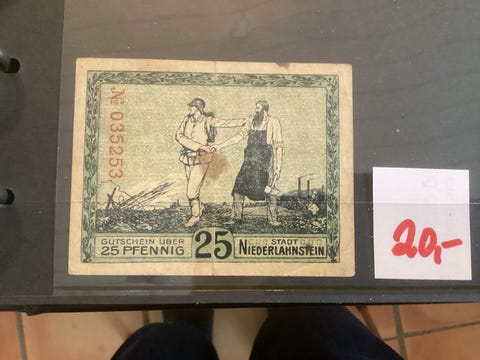 № 035253
GUTSCHEIN ÜBER
25 PFENNIG
25
STADT
NIEDERLAHNSTEIN
20,-